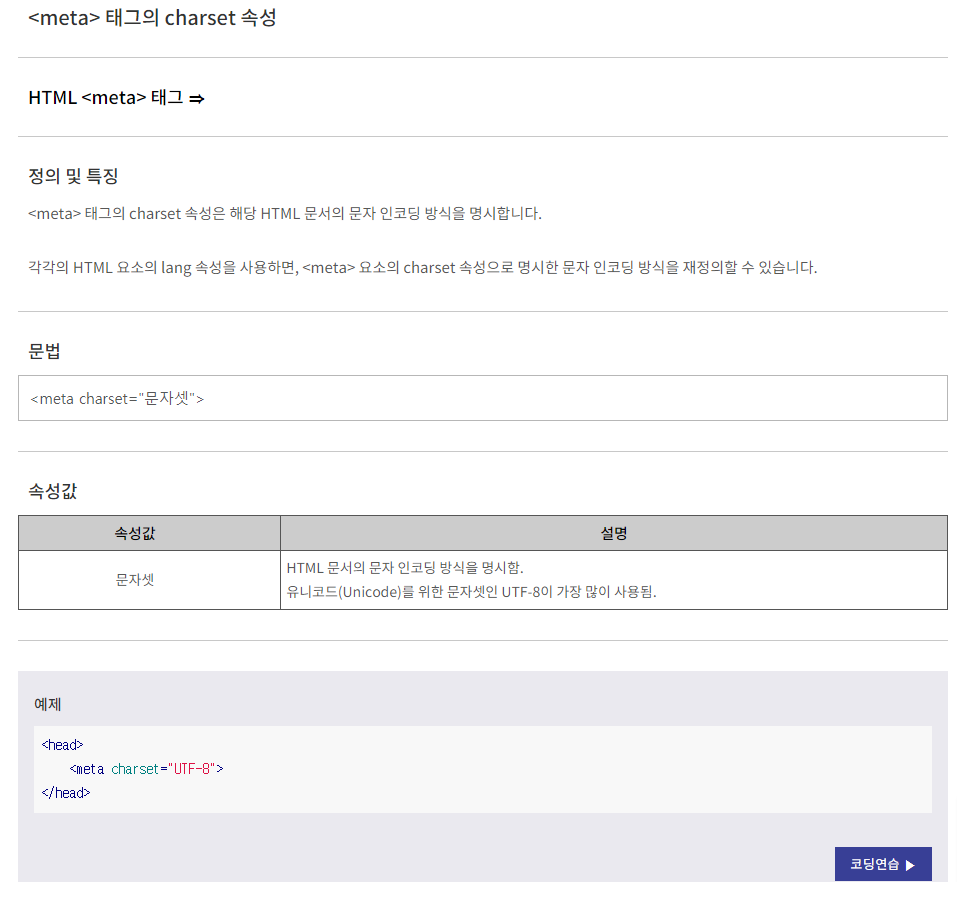 <meta> 태그의 charset 속성
HTML <meta> 태그 ⇒
정의 및 특징
<meta> 태그의 charset 속성은 해당 HTML 문서의 문자 인코딩 방식을 명시합니다.
각각의 HTML 요소의 lang 속성을 사용하면, <meta> 요소의 charset 속성으로 명시한 문자 인코딩 방식을 재정의할 수 있습니다.
문법
<meta charset="문자셋">
속성값
속성값 설명
문자셋
HTML 문서의 문자 인코딩 방식을 명시함.
유니코드(Unicode)를 위한 문자셋인 UTF-8이 가장 많이 사용됨.
예제
<head>
<meta charset="UTF-8">
</head>
코딩연습 ▶